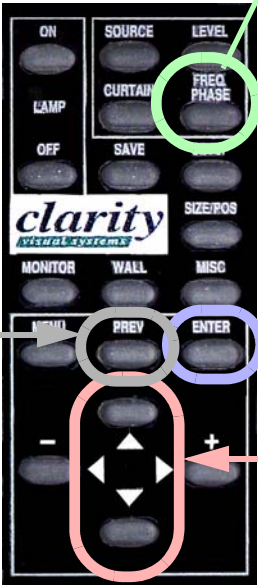 ON SOURCE LEVEL
LAMP CURTAIN FREQ
PHASE
OFF SAVE
clarity
visual systems
SIZE/POS
MONITOR WALL MISC
MENU PREV ENTER
- +